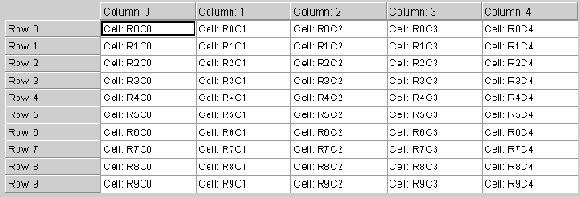 Column: 0 Column: 1 Column: 2 Column: 3 Column: 4
Row 0 Cell: R0C0 Cell: R0C1 Cell: R0C2 Cell: R0C3 Cell: R0C4
Row 1 Cell: R1C0 Cell: R1C1 Cell: R1C2 Cell: R1C3 Cell: R1C4
Row 2 Cell: R2C0 Cell: R2C1 Cell: R2C2 Cell: R2C3 Cell: R2C4
Row 3 Cell: R3C0 Cell: R3C1 Cell: R3C2 Cell: R3C3 Cell: R3C4
Row 4 Cell: R4C0 Cell: R4C1 Cell: R4C2 Cell: R4C3 Cell: R4C4
Row 5 Cell: R5C0 Cell: R5C1 Cell: R5C2 Cell: R5C3 Cell: R5C4
Row 6 Cell: R6C0 Cell: R6C1 Cell: R6C2 Cell: R6C3 Cell: R6C4
Row 7 Cell: R7C0 Cell: R7C1 Cell: R7C2 Cell: R7C3 Cell: R7C4
Row 8 Cell: R8C0 Cell: R8C1 Cell: R8C2 Cell: R8C3 Cell: R8C4
Row 9 Cell: R9C0 Cell: R9C1 Cell: R9C2 Cell: R9C3 Cell: R9C4